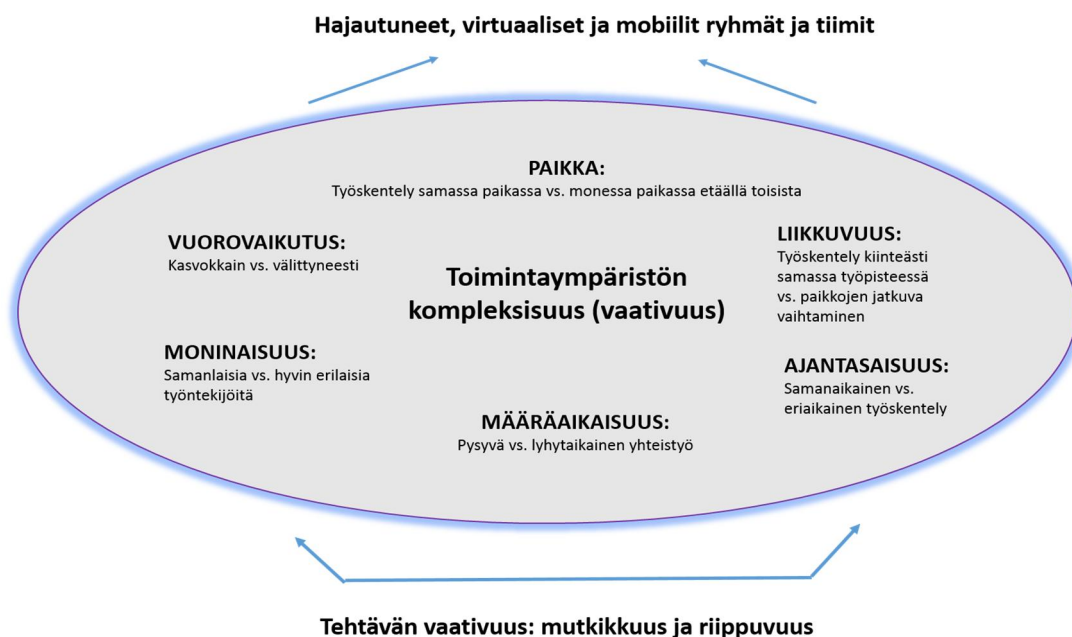 Hajautuneet, virtuaaliset ja mobiilit ryhmät ja tiimit
PAIKKA:
Työskentely samassa paikassa vs. monessa paikassa etäällä toisista
VUOROVAIKUTUS:
Kasvokkain vs. välittyneesti
LIIKKUVUUS:
Työskentely kiinteästi
samassa työpisteessä
vs. paikkojen jatkuva
vaihtaminen
Toimintaympäristön
kompleksisuus (vaativuus)
MONINAISUUS:
Samanlaisia vs. hyvin erilaisia
työntekijöitä
AJANTASAISUUS:
Samanaikainen vs.
eriaikainen työskentely
MÄÄRÄAIKAISUUS:
Pysyvä vs. lyhytaikainen yhteistyö
Tehtävän vaativuus: mutkikkuus ja riippuvuus